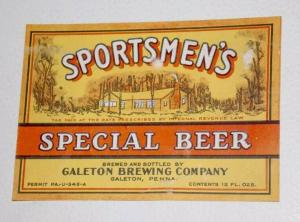 SPORTSMEN'S
TAX PAID AT THE RATE PRESCRIBED BY INTERNAL REVENUE LAW
SPECIAL BEER
BREWED AND BOTTLED BY
GALETON BREWING COMPANY
GALETON, PENNA.
PERMIT PA-U-245-A
CONTENTS 12 FL. OZS.